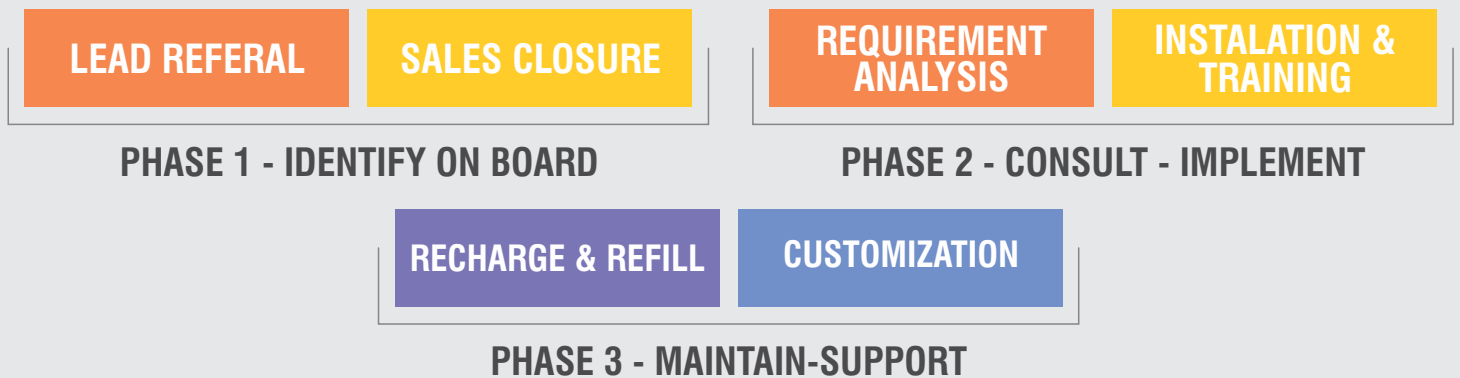 LEAD REFERAL
SALES CLOSURE
PHASE 1 - IDENTIFY ON BOARD
REQUIREMENT
ANALYSIS
INSTALATION &
TRAINING
PHASE 2 - CONSULT - IMPLEMENT
RECHARGE & REFILL
CUSTOMIZATION
PHASE 3 - MAINTAIN-SUPPORT